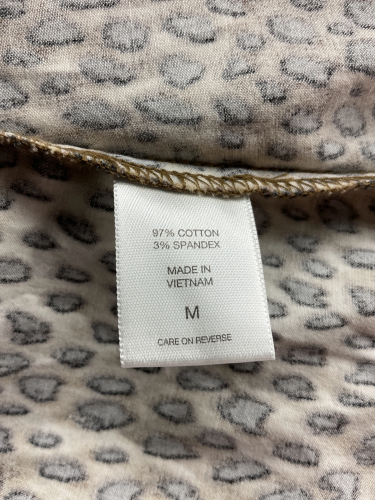 97% COTTON
3% SPANDEX
MADE IN
VIETNAM
M
CARE ON REVERSE